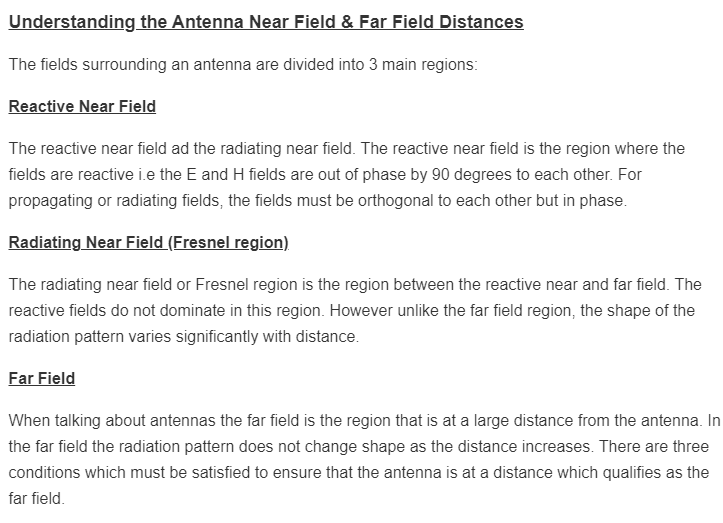 Understanding the Antenna Near Field & Far Field Distances
The fields surrounding an antenna are divided into 3 main regions:
Reactive Near Field
The reactive near field ad the radiating near field. The reactive near field is the region where the
fields are reactive i.e the E and H fields are out of phase by 90 degrees to each other. For
propagating or radiating fields, the fields must be orthogonal to each other but in phase.
Radiating Near Field (Fresnel region)
The radiating near field or Fresnel region is the region between the reactive near and far field. The
reactive fields do not dominate in this region. However unlike the far field region, the shape of the
radiation pattern varies significantly with distance.
Far Field
When talking about antennas the far field is the region that is at a large distance from the antenna. In
the far field the radiation pattern does not change shape as the distance increases. There are three
conditions which must be satisfied to ensure that the antenna is at a distance which qualifies as the
far field.